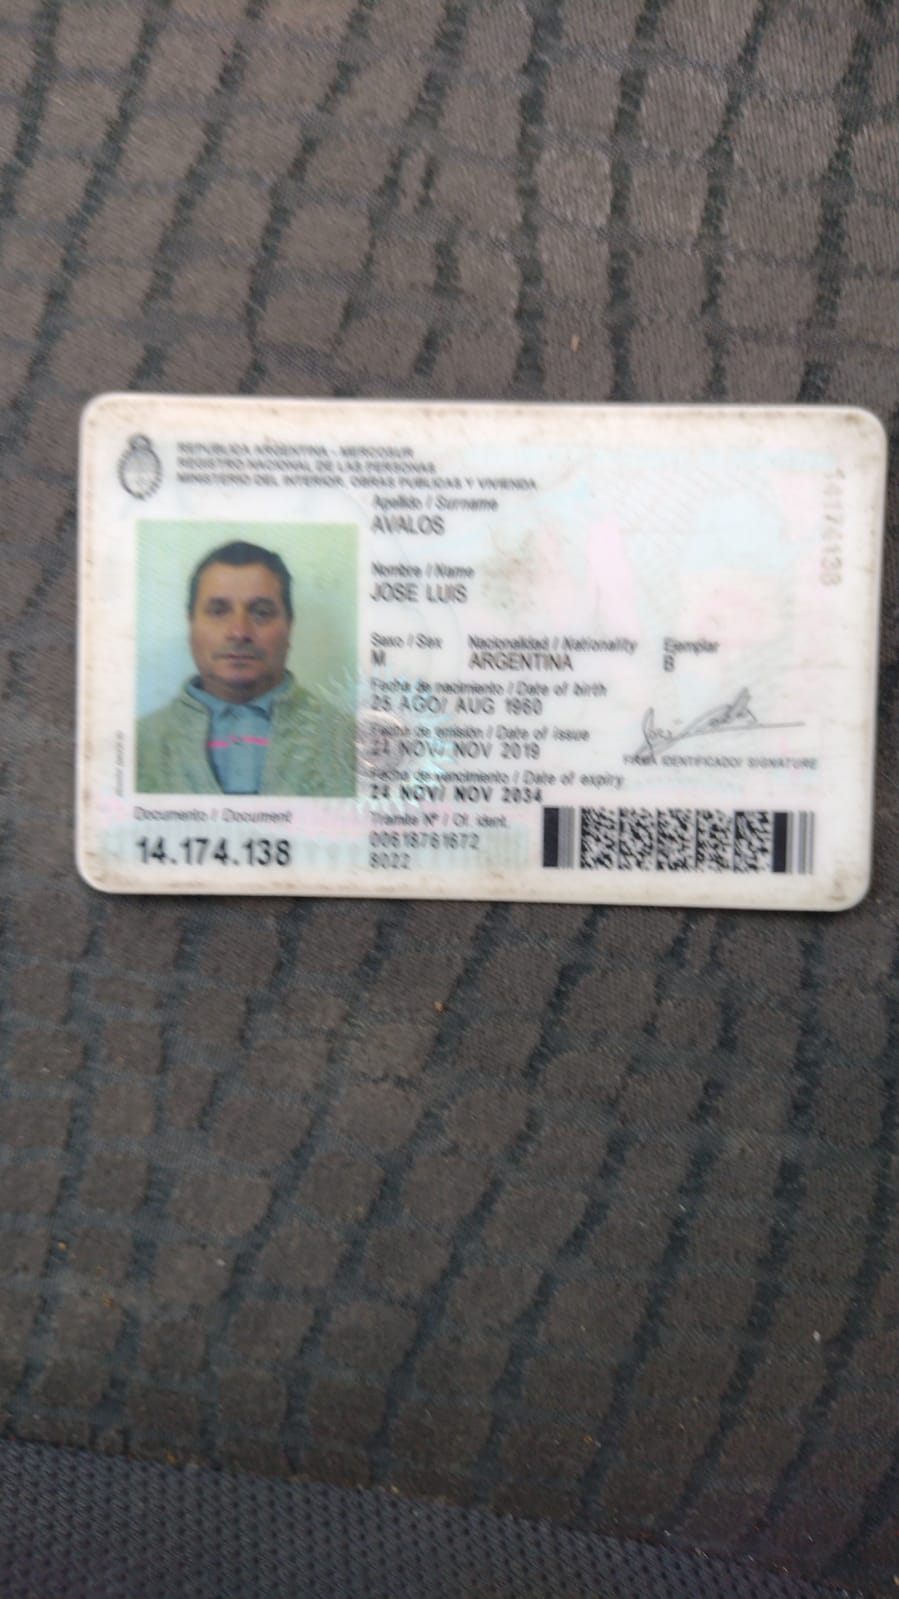 REPUBLICA ARGENTINA - MERCOSUR
REGISTRO NACIONAL DE LAS PERSONAS
MINISTERIO DEL INTERIOR, OBRAS PUBLICAS Y VIVIENDA
Apellido / Surname
AVALOS
Nombre / Name
JOSE LUIS
Sexo / Sex Nacionalidad / Nationality Ejemplar
M ARGENTINA B
Fecha de nacimiento / Date of birth
25 AGO/ AUG 1960
Fecha de emisión / Date of issue
24 NOV/ NOV 2019
FIRMA IDENTIFICADO/ SIGNATURE
Fecha de vencimiento / Date of expiry
24 NOV/ NOV 2034
Documento / Document
14.174.138
Tramite Nº / Of. ident.
00618761672
8022
14174138